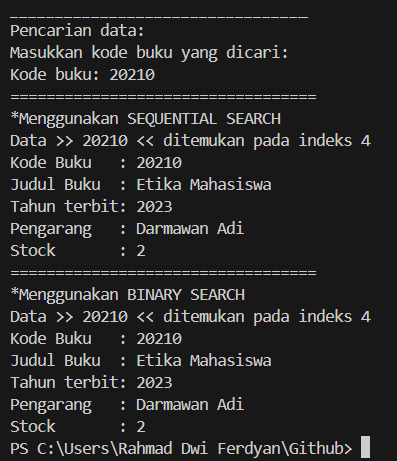 _________________________________
Pencarian data:
Masukkan kode buku yang dicari:
Kode buku: 20210
==================================
*Menggunakan SEQUENTIAL SEARCH
Data >> 20210 << ditemukan pada indeks 4
Kode Buku   : 20210
Judul Buku  : Etika Mahasiswa
Tahun terbit: 2023
Pengarang   : Darmawan Adi
Stock       : 2
==================================
*Menggunakan BINARY SEARCH
Data >> 20210 << ditemukan pada indeks 4
Kode Buku   : 20210
Judul Buku  : Etika Mahasiswa
Tahun terbit: 2023
Pengarang   : Darmawan Adi
Stock       : 2
PS C:\Users\Rahmad Dwi Ferdyan\Github>